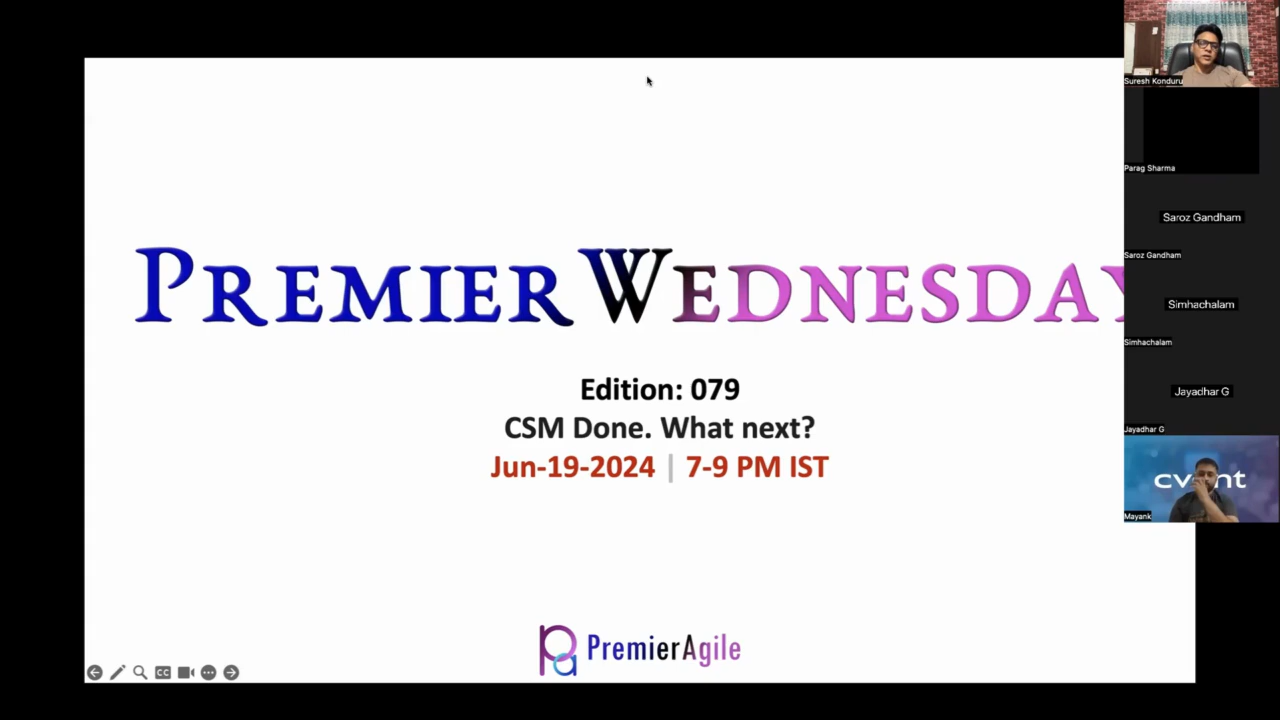 PREMIER WEDNESDAY
Edition: 079
CSM Done. What next?
Jun-19-2024 | 7-9 PM IST
PremierAgile
CC
Suresh Konduru
Parag Sharma
Saroz Gandham
Saroz Gandham
Simhachalam
Simhachalam
Jayadhar G
Jayadhar G
Mayank